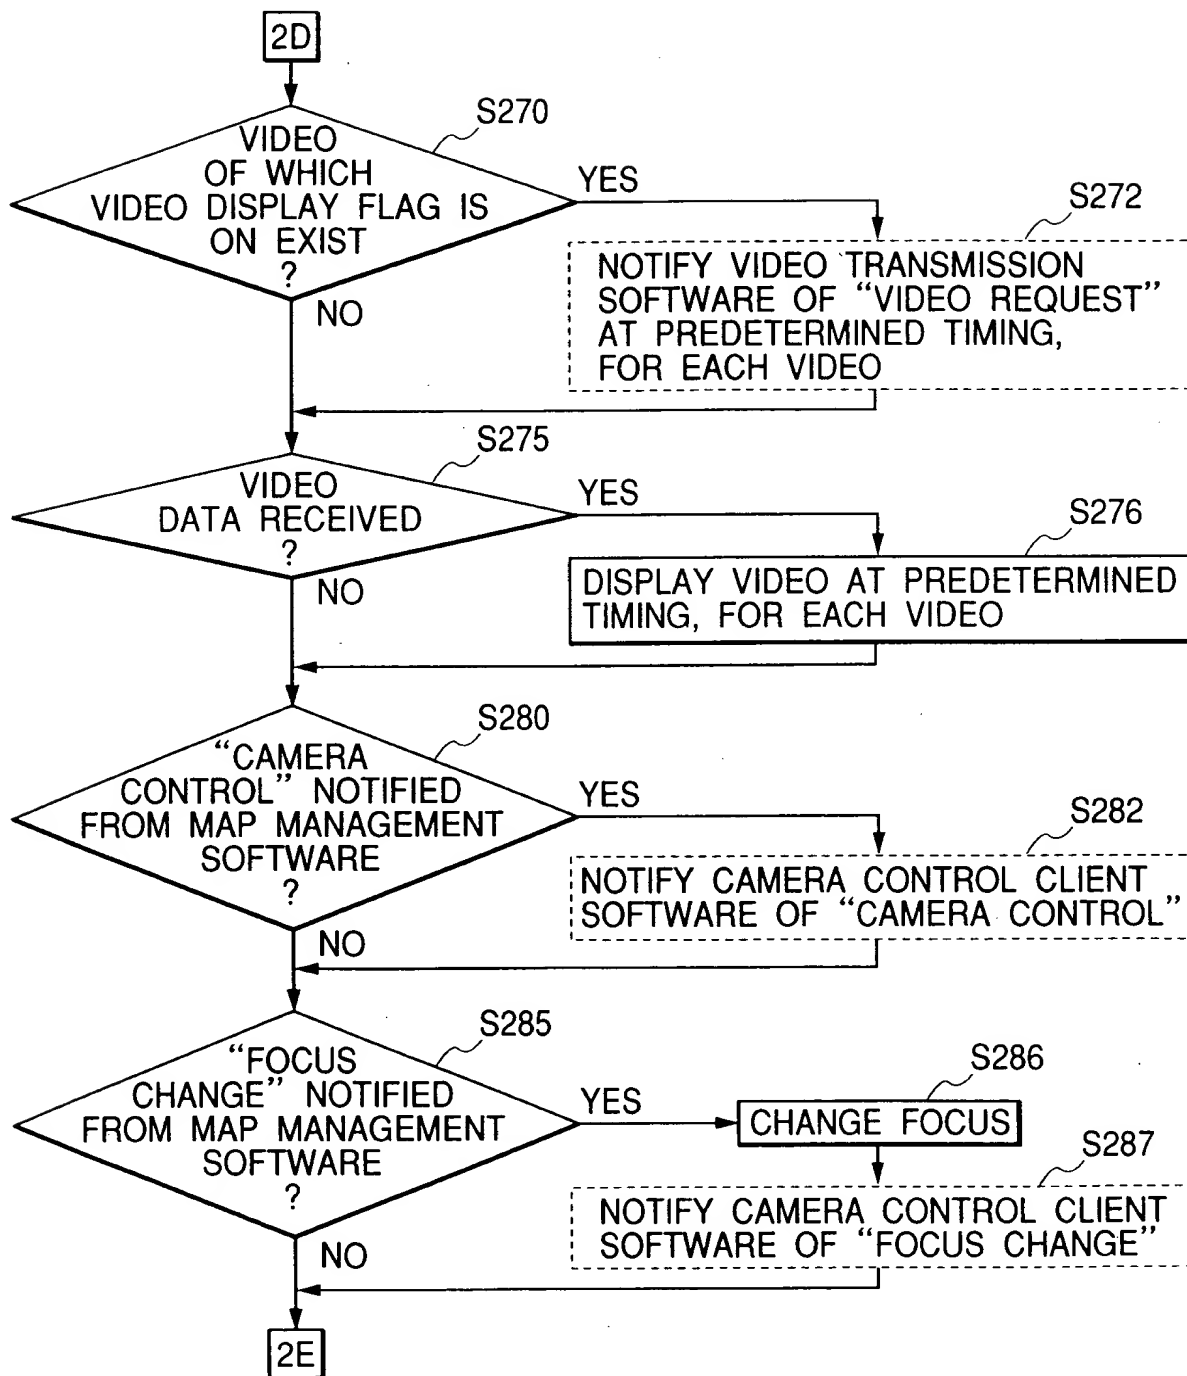 2D
S270
VIDEO
OF WHICH
VIDEO DISPLAY FLAG IS
ON EXIST
?
YES
NO
S272
NOTIFY VIDEO TRANSMISSION
SOFTWARE OF “VIDEO REQUEST”
AT PREDETERMINED TIMING,
FOR EACH VIDEO
S275
VIDEO
DATA RECEIVED
?
YES
NO
S276
DISPLAY VIDEO AT PREDETERMINED
TIMING, FOR EACH VIDEO
S280
“CAMERA
CONTROL” NOTIFIED
FROM MAP MANAGEMENT
SOFTWARE
?
YES
NO
S282
NOTIFY CAMERA CONTROL CLIENT
SOFTWARE OF “CAMERA CONTROL”
S285
“FOCUS
CHANGE” NOTIFIED
FROM MAP MANAGEMENT
SOFTWARE
?
YES
NO
S286
CHANGE FOCUS
S287
NOTIFY CAMERA CONTROL CLIENT
SOFTWARE OF “FOCUS CHANGE”
2E